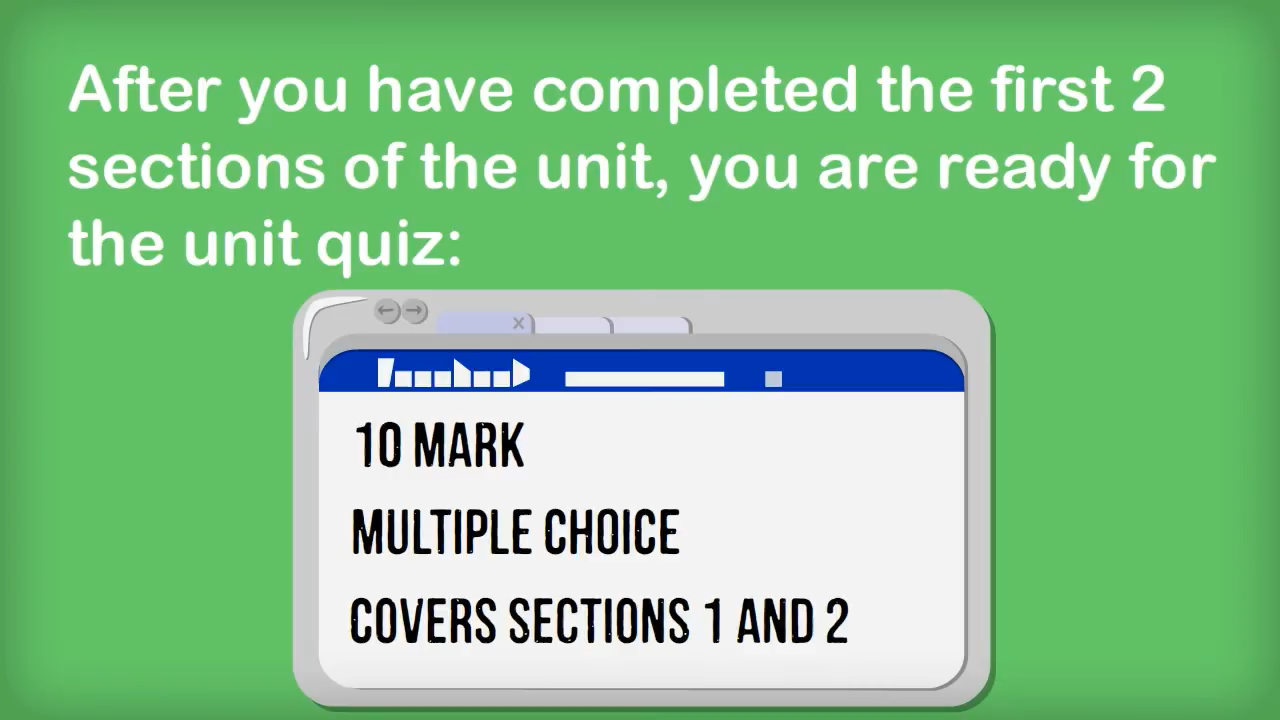 After you have completed the first 2
sections of the unit, you are ready for
the unit quiz:
10 MARK
MULTIPLE CHOICE
COVERS SECTIONS 1 AND 2